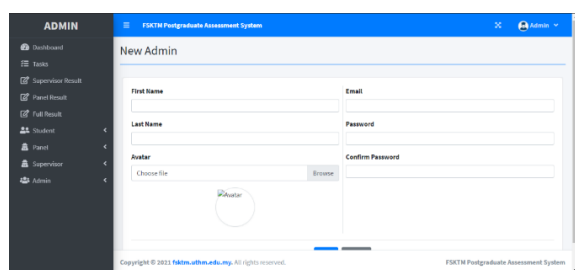 ADMIN
FSKTM Postgraduate Assessment System
Admin
Dashboard
Tasks
Supervisor Result
Panel Result
Full Result
Student
Panel
Supervisor
Admin
New Admin
First Name
Email
Last Name
Password
Avatar
Confirm Password
Choose file
Browse
Avatar
Copyright © 2021 fsktm.uthm.edu.my. All rights reserved.
FSKTM Postgraduate Assessment System